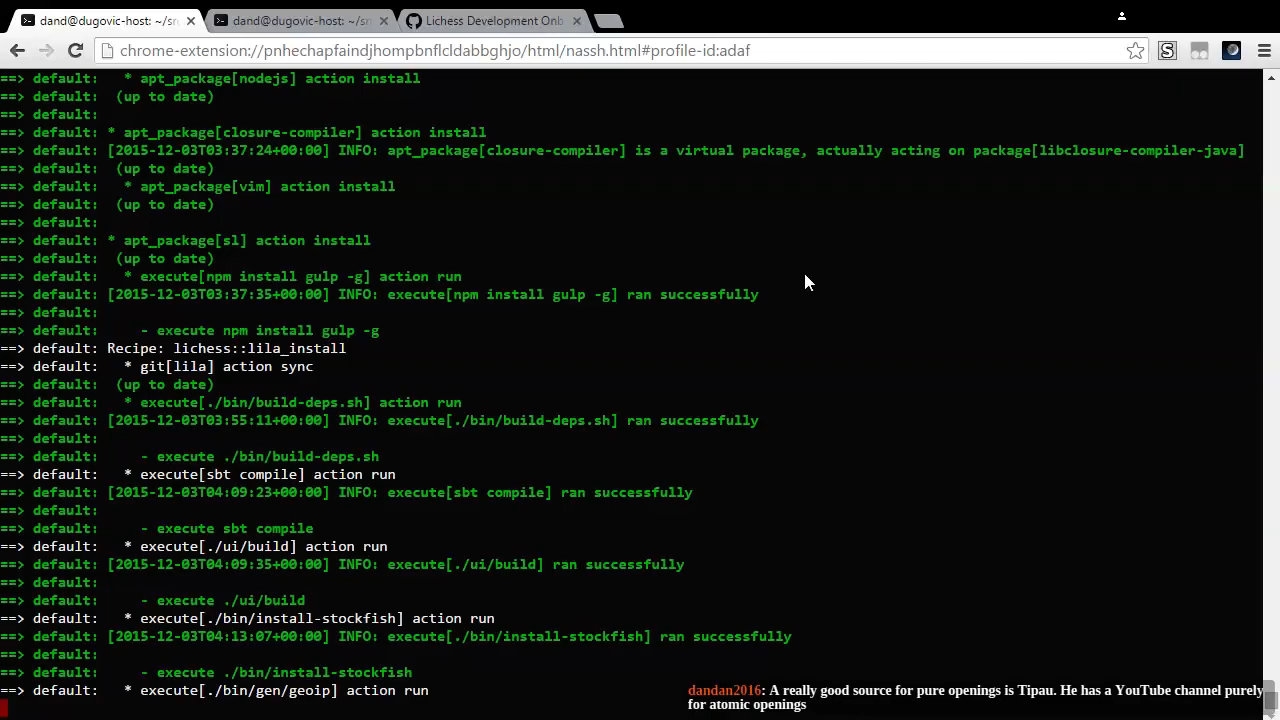 dand@dugovic-host: ~/sr
dand@dugovic-host: ~/sr
Lichess Development Onb
chrome-extension://pnhechapfaindjhompbnflcldabbghjo/html/nassh.html#profile-id:adaf
==> default:     * apt_package[nodejs] action install
==> default:  (up to date)
==> default:
==> default: * apt_package[closure-compiler] action install
==> default: [2015-12-03T03:37:24+00:00] INFO: apt_package[closure-compiler] is a virtual package, actually acting on package[libclosure-compiler-java]
==> default:  (up to date)
==> default:   * apt_package[vim] action install
==> default:  (up to date)
==> default:
==> default: * apt_package[sl] action install
==> default:  (up to date)
==> default:   * execute[npm install gulp -g] action run
==> default: [2015-12-03T03:37:35+00:00] INFO: execute[npm install gulp -g] ran successfully
==> default:
==> default:     - execute npm install gulp -g
==> default: Recipe: lichess::lila_install
==> default:   * git[lila] action sync
==> default:  (up to date)
==> default:   * execute[./bin/build-deps.sh] action run
==> default: [2015-12-03T03:55:11+00:00] INFO: execute[./bin/build-deps.sh] ran successfully
==> default:
==> default:     - execute ./bin/build-deps.sh
==> default:   * execute[sbt compile] action run
==> default: [2015-12-03T04:09:23+00:00] INFO: execute[sbt compile] ran successfully
==> default:
==> default:     - execute sbt compile
==> default:   * execute[./ui/build] action run
==> default: [2015-12-03T04:09:35+00:00] INFO: execute[./ui/build] ran successfully
==> default:
==> default:     - execute ./ui/build
==> default:   * execute[./bin/install-stockfish] action run
==> default: [2015-12-03T04:13:07+00:00] INFO: execute[./bin/install-stockfish] ran successfully
==> default:
==> default:     - execute ./bin/install-stockfish
==> default:   * execute[./bin/gen/geoip] action run
dandan2016: A really good source for pure openings is Tipau. He has a YouTube channel purely
for atomic openings